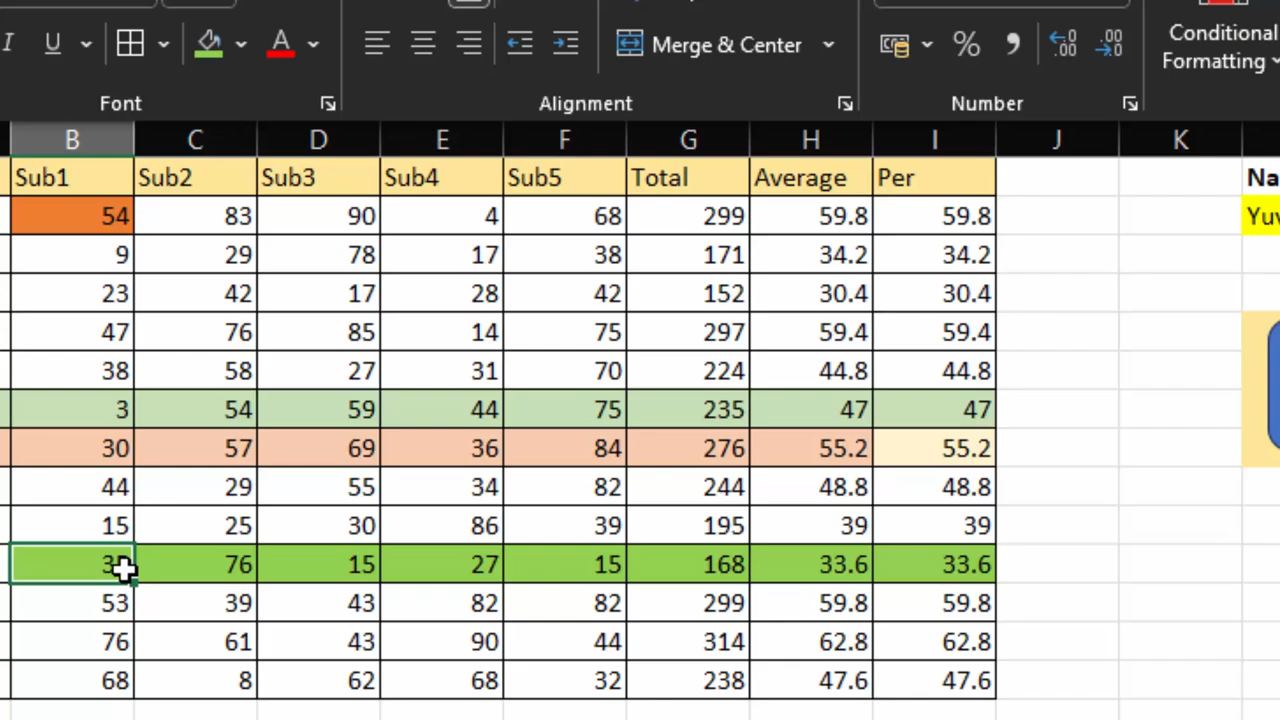 U A Merge & Center % Conditional
Formatting
Font Alignment Number
B C D E F G H I J K
Sub1 Sub2 Sub3 Sub4 Sub5 Total Average Per
54 83 90 4 68 299 59.8 59.8
9 29 78 17 38 171 34.2 34.2
23 42 17 28 42 152 30.4 30.4
47 76 85 14 75 297 59.4 59.4
38 58 27 31 70 224 44.8 44.8
3 54 59 44 75 235 47 47
30 57 69 36 84 276 55.2 55.2
44 29 55 34 82 244 48.8 48.8
15 25 30 86 39 195 39 39
76 15 27 15 168 33.6 33.6
53 39 43 82 82 299 59.8 59.8
76 61 43 90 44 314 62.8 62.8
68 8 62 68 32 238 47.6 47.6